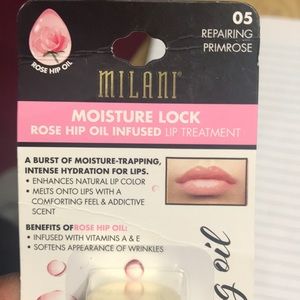 05
REPAIRING
PRIMROSE
ROSE HIP OIL
MILANI
MOISTURE LOCK
ROSE HIP OIL INFUSED LIP TREATMENT
A BURST OF MOISTURE-TRAPPING,
INTENSE HYDRATION FOR LIPS.
• ENHANCES NATURAL LIP COLOR
• MELTS ONTO LIPS WITH A
COMFORTING FEEL & ADDICTIVE
SCENT
BENEFITS OF ROSE HIP OIL:
• INFUSED WITH VITAMINS A & E
• SOFTENS APPEARANCE OF WRINKLES
oil